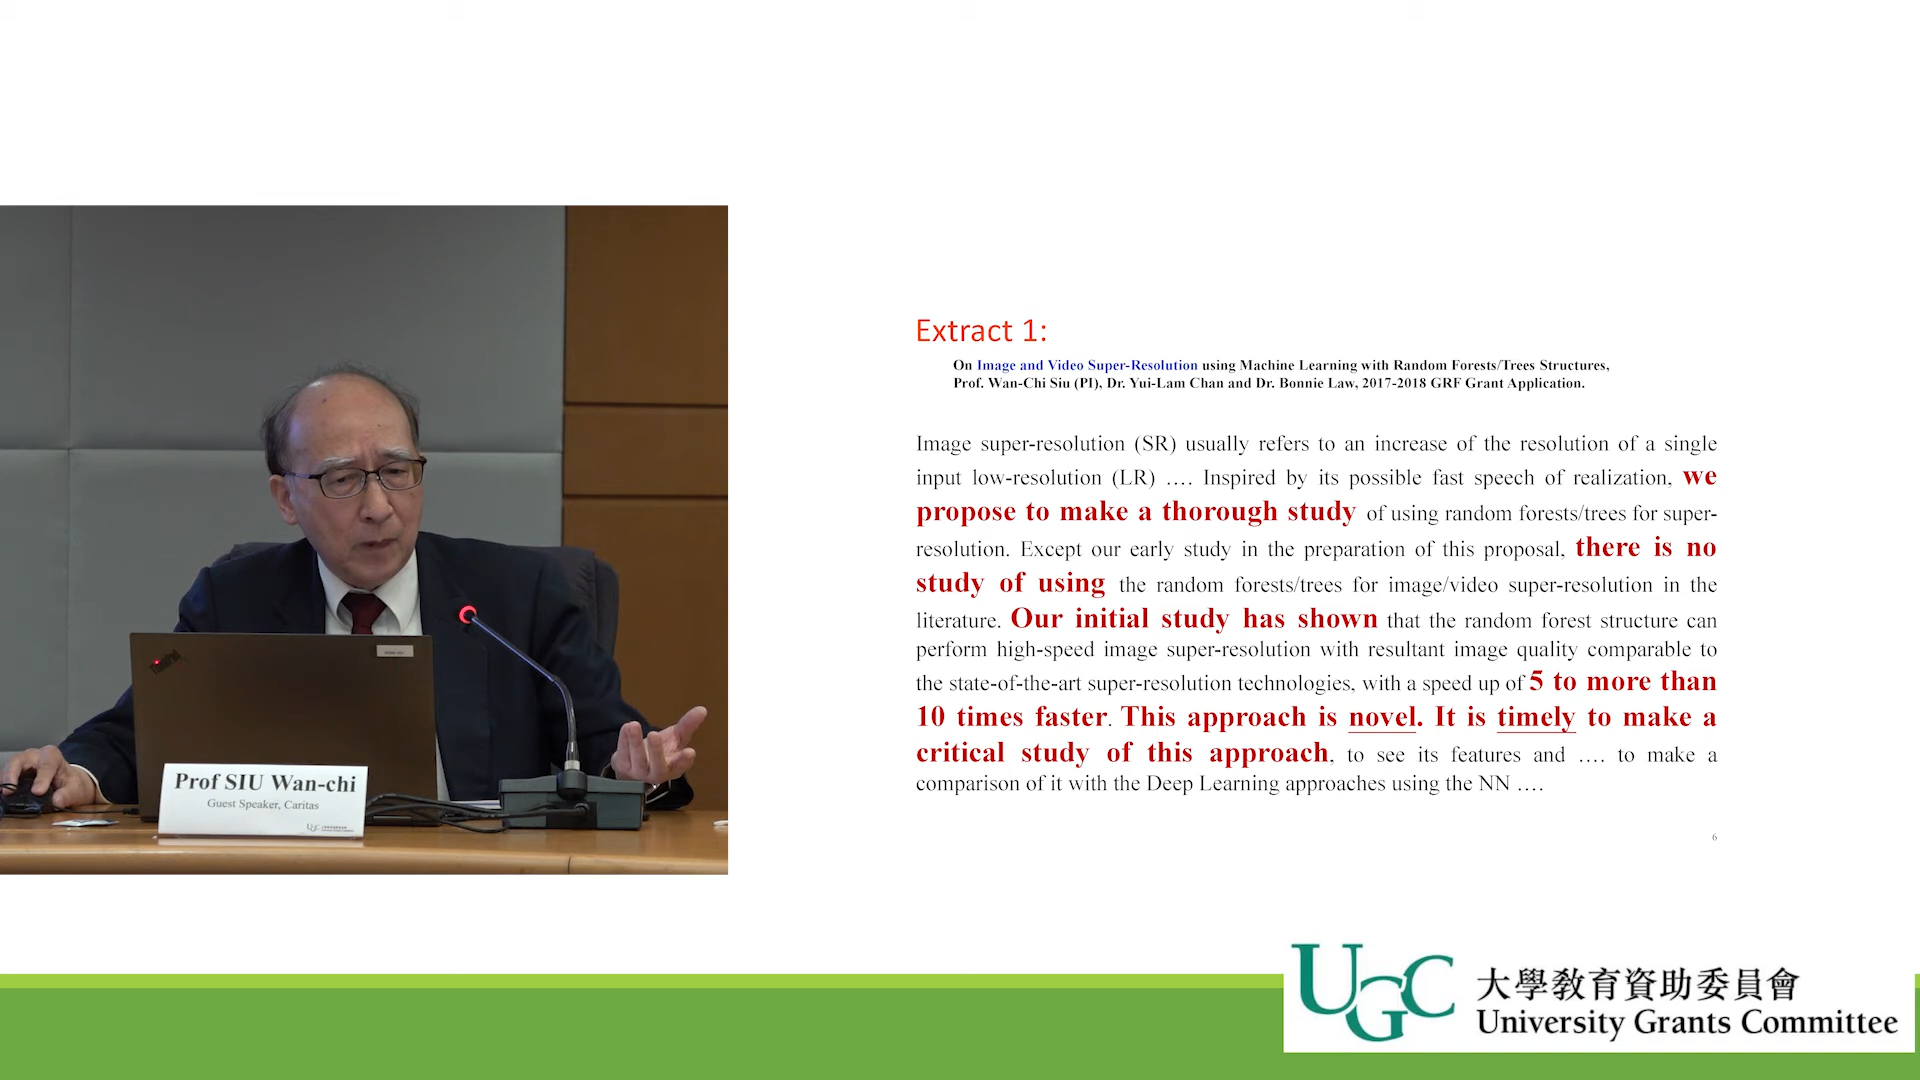 Extract 1:
On Image and Video Super-Resolution using Machine Learning with Random Forests/Trees Structures,
Prof. Wan-Chi Siu (PI), Dr. Yui-Lam Chan and Dr. Bonnie Law, 2017-2018 GRF Grant Application.
Image super-resolution (SR) usually refers to an increase of the resolution of a single
input low-resolution (LR) …. Inspired by its possible fast speech of realization, we
propose to make a thorough study of using random forests/trees for super-
resolution. Except our early study in the preparation of this proposal, there is no
study of using the random forests/trees for image/video super-resolution in the
literature. Our initial study has shown that the random forest structure can
perform high-speed image super-resolution with resultant image quality comparable to
the state-of-the-art super-resolution technologies, with a speed up of 5 to more than
10 times faster. This approach is novel. It is timely to make a
critical study of this approach, to see its features and …. to make a
comparison of it with the Deep Learning approaches using the NN ….
6
ThinkPad
Prof SIU Wan-chi
Guest Speaker, Caritas
UGC
UGC
大學教育資助委員會
University Grants Committee